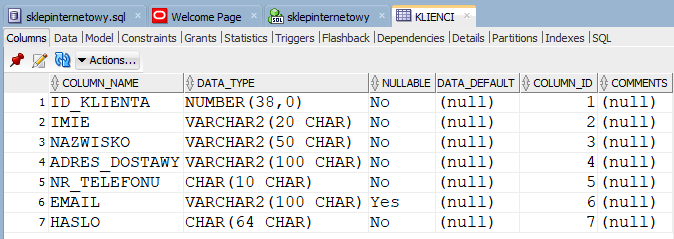 sklepinternetowy.sql Welcome Page sklepinternetowy KLIENCI
Columns Data Model Constraints Grants Statistics Triggers Flashback Dependencies Details Partitions Indexes SQL
Actions...
COLUMN_NAME DATA_TYPE NULLABLE DATA_DEFAULT COLUMN_ID COMMENTS
1 ID_KLIENTA NUMBER(38,0) No (null) 1 (null)
2 IMIE VARCHAR2(20 CHAR) No (null) 2 (null)
3 NAZWISKO VARCHAR2(50 CHAR) No (null) 3 (null)
4 ADRES_DOSTAWY VARCHAR2(100 CHAR) No (null) 4 (null)
5 NR_TELEFONU CHAR(10 CHAR) No (null) 5 (null)
6 EMAIL VARCHAR2(100 CHAR) Yes (null) 6 (null)
7 HASLO CHAR(64 CHAR) No (null) 7 (null)